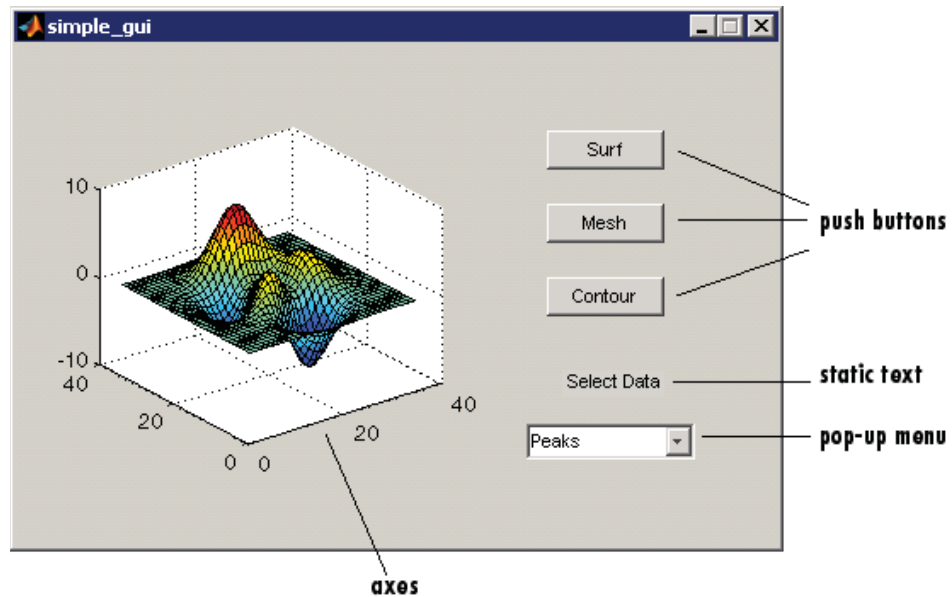 simple_gui
10
0
-10
40
20
0
0
20
40
Surf
Mesh
Contour
Select Data
Peaks
push buttons
static text
pop-up menu
axes